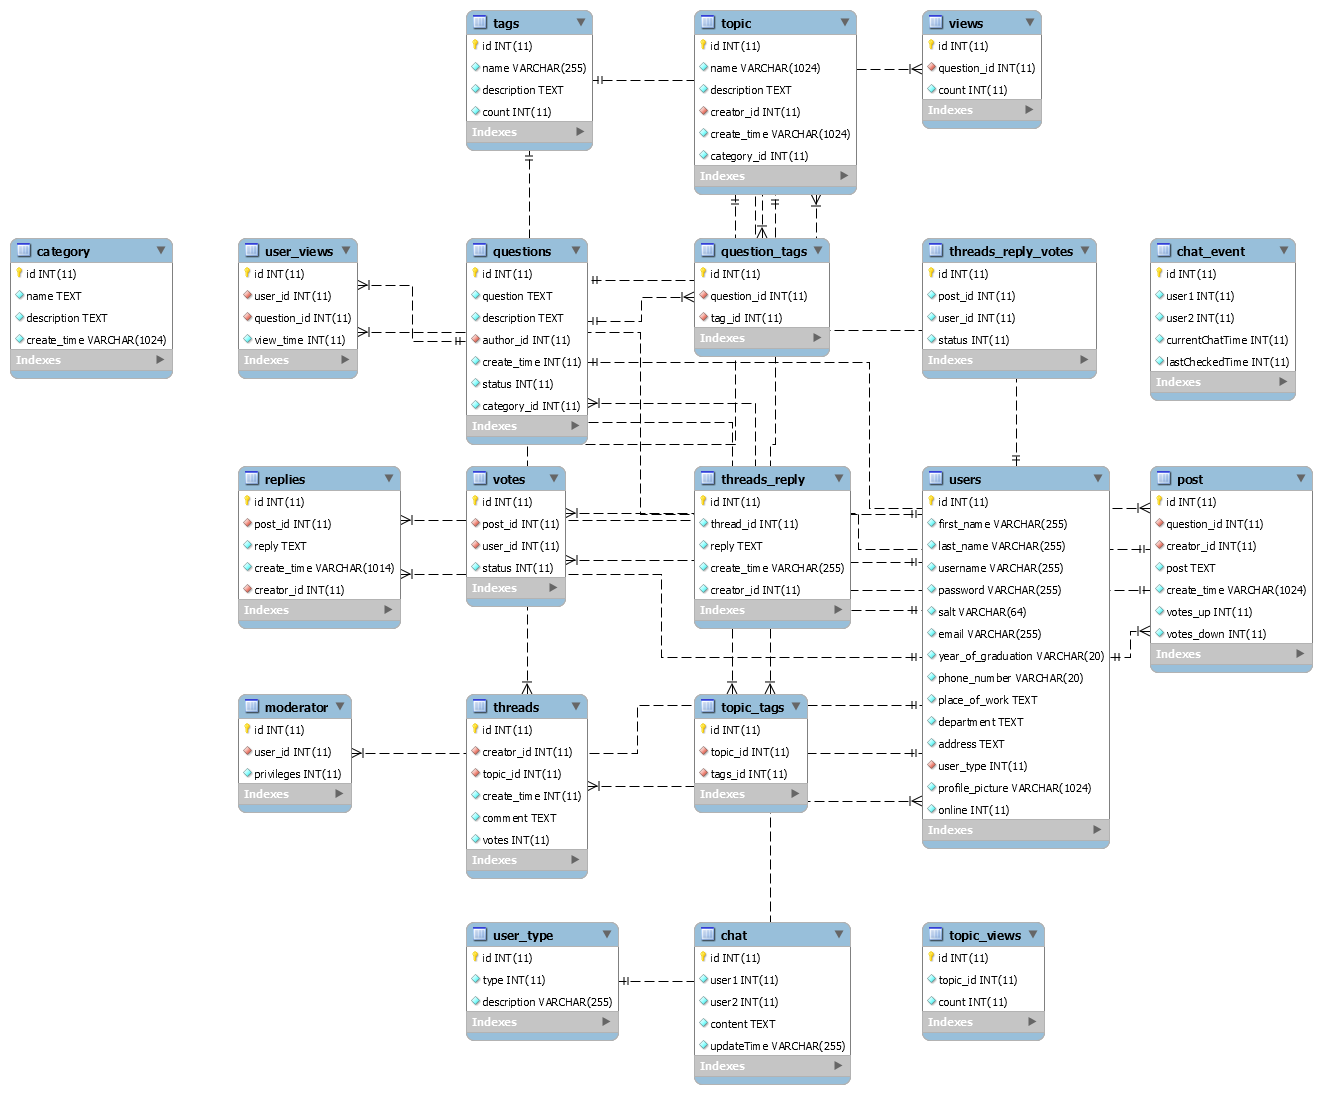 tags
id INT(11)
name VARCHAR(255)
description TEXT
count INT(11)
Indexes
topic
id INT(11)
name VARCHAR(1024)
description TEXT
creator_id INT(11)
create_time VARCHAR(1024)
category_id INT(11)
Indexes
views
id INT(11)
question_id INT(11)
count INT(11)
Indexes
category
id INT(11)
name TEXT
description TEXT
create_time VARCHAR(1024)
Indexes
user_views
id INT(11)
user_id INT(11)
question_id INT(11)
view_time INT(11)
Indexes
questions
id INT(11)
question TEXT
description TEXT
author_id INT(11)
create_time INT(11)
status INT(11)
category_id INT(11)
Indexes
question_tags
id INT(11)
question_id INT(11)
tag_id INT(11)
Indexes
threads_reply_votes
id INT(11)
post_id INT(11)
user_id INT(11)
status INT(11)
Indexes
chat_event
id INT(11)
user1 INT(11)
user2 INT(11)
currentChatTime INT(11)
lastCheckedTime INT(11)
Indexes
replies
id INT(11)
post_id INT(11)
reply TEXT
create_time VARCHAR(1014)
creator_id INT(11)
Indexes
votes
id INT(11)
post_id INT(11)
user_id INT(11)
status INT(11)
Indexes
threads_reply
id INT(11)
thread_id INT(11)
reply TEXT
create_time VARCHAR(255)
creator_id INT(11)
Indexes
users
id INT(11)
first_name VARCHAR(255)
last_name VARCHAR(255)
username VARCHAR(255)
password VARCHAR(255)
salt VARCHAR(64)
email VARCHAR(255)
year_of_graduation VARCHAR(20)
phone_number VARCHAR(20)
place_of_work TEXT
department TEXT
address TEXT
user_type INT(11)
profile_picture VARCHAR(1024)
online INT(11)
Indexes
post
id INT(11)
question_id INT(11)
creator_id INT(11)
post TEXT
create_time VARCHAR(1024)
votes_up INT(11)
votes_down INT(11)
Indexes
moderator
id INT(11)
user_id INT(11)
privileges INT(11)
Indexes
threads
id INT(11)
creator_id INT(11)
topic_id INT(11)
create_time INT(11)
comment TEXT
votes INT(11)
Indexes
topic_tags
id INT(11)
topic_id INT(11)
tags_id INT(11)
Indexes
user_type
id INT(11)
type INT(11)
description VARCHAR(255)
Indexes
chat
id INT(11)
user1 INT(11)
user2 INT(11)
content TEXT
updateTime VARCHAR(255)
Indexes
topic_views
id INT(11)
topic_id INT(11)
count INT(11)
Indexes